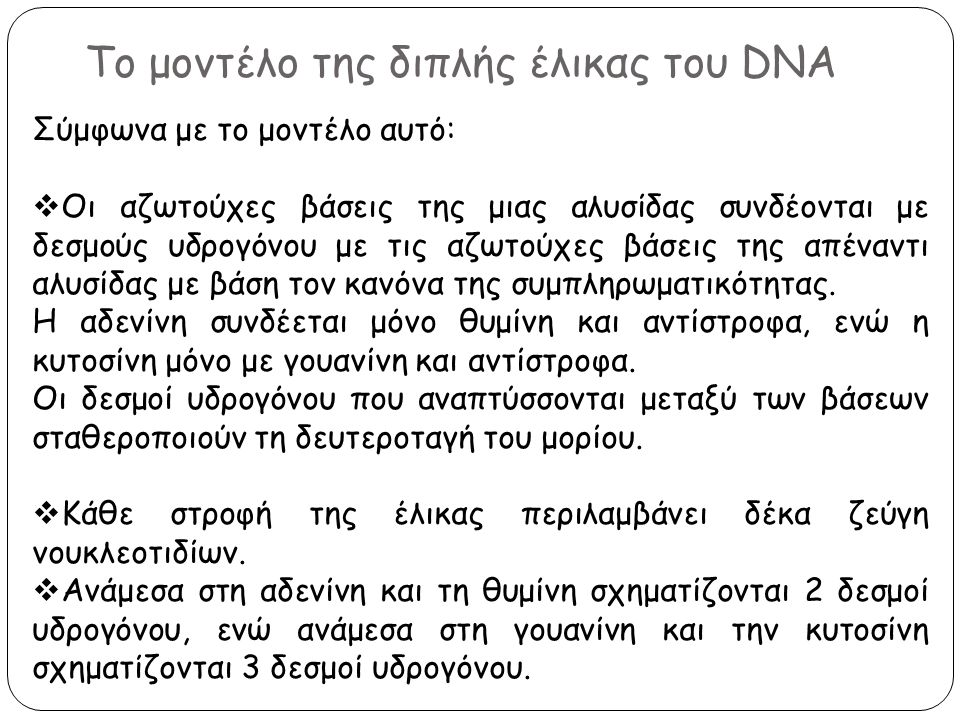 Το μοντέλο της διπλής έλικας του DNA
Σύμφωνα με το μοντέλο αυτό:
❖Οι αζωτούχες βάσεις της μιας αλυσίδας συνδέονται με
δεσμούς υδρογόνου με τις αζωτούχες βάσεις της απέναντι
αλυσίδας με βάση τον κανόνα της συμπληρωματικότητας.
Η αδενίνη συνδέεται μόνο θυμίνη και αντίστροφα, ενώ η
κυτοσίνη μόνο με γουανίνη και αντίστροφα.
Οι δεσμοί υδρογόνου που αναπτύσσονται μεταξύ των βάσεων
σταθεροποιούν τη δευτεροταγή του μορίου.
❖Κάθε στροφή της έλικας περιλαμβάνει δέκα ζεύγη
νουκλεοτιδίων.
❖Ανάμεσα στη αδενίνη και τη θυμίνη σχηματίζονται 2 δεσμοί
υδρογόνου, ενώ ανάμεσα στη γουανίνη και την κυτοσίνη
σχηματίζονται 3 δεσμοί υδρογόνου.